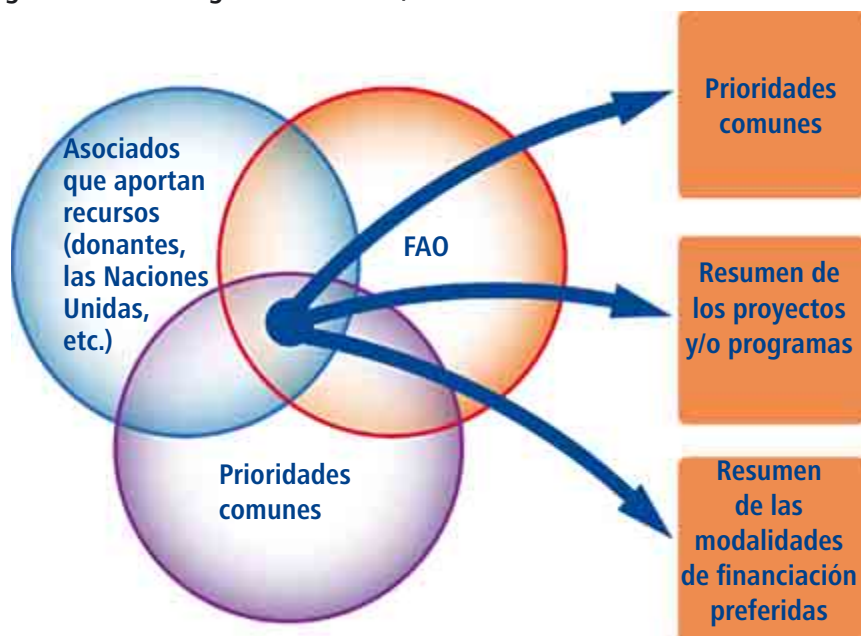 Asociados
que aportan
recursos
(donantes,
las Naciones
Unidas,
etc.)
FAO
Prioridades
comunes
Prioridades
comunes
Resumen de
los proyectos
y/o programas
Resumen
de las
modalidades
de financiación
preferidas